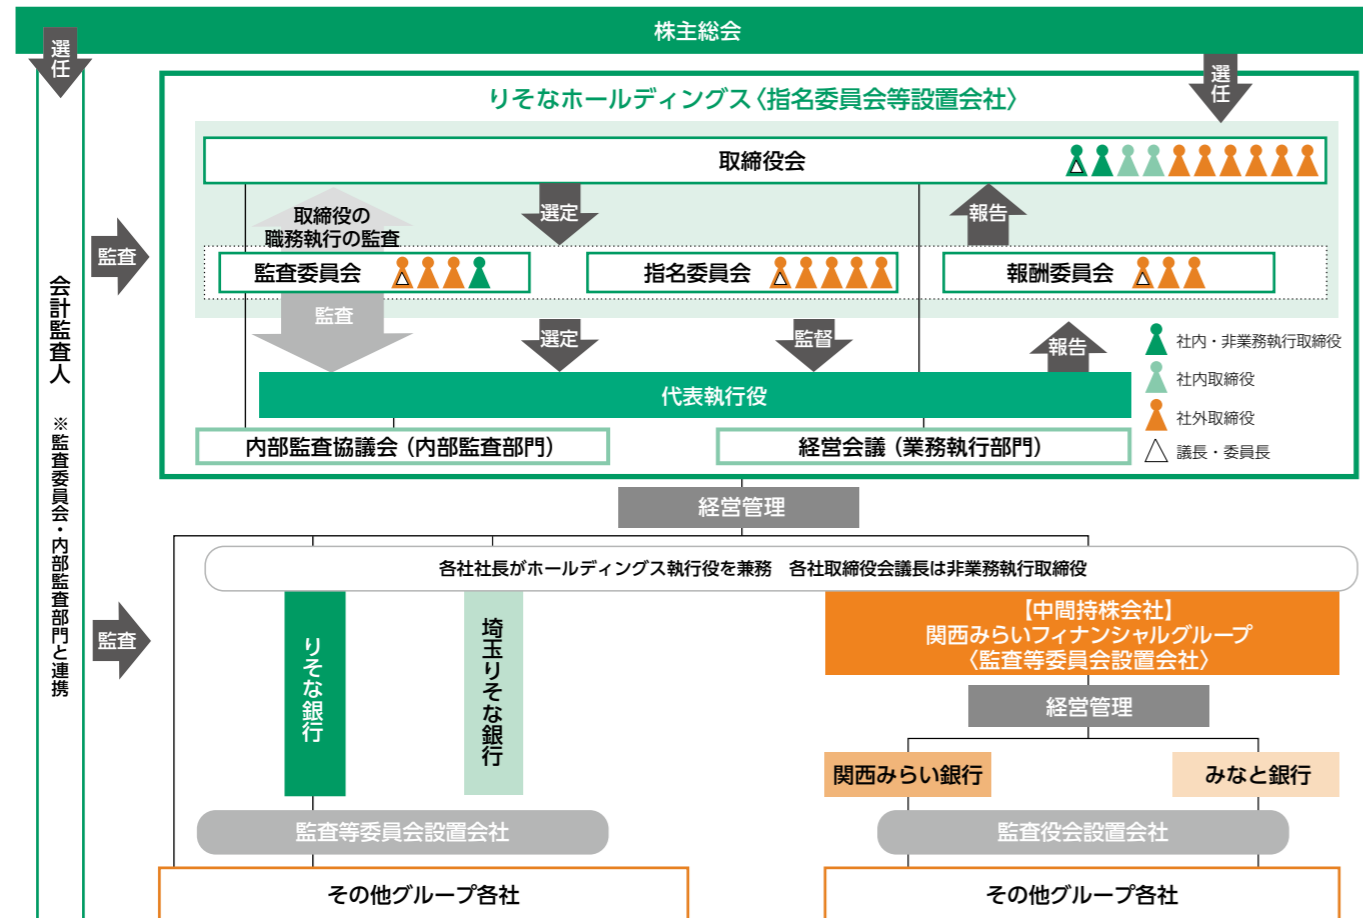 株主総会
選任
選任
りそなホールディングス〈指名委員会等設置会社〉
取締役会
取締役の
職務執行の監査
選定
報告
監査
監査委員会
指名委員会
報酬委員会
監査
選定
監督
報告
社内・非業務執行取締役
社内取締役
社外取締役
議長・委員長
代表執行役
内部監査協議会（内部監査部門）
経営会議（業務執行部門）
会計監査人
※監査委員会・内部監査部門と連携
経営管理
各社社長がホールディングス執行役を兼務　各社取締役会議長は非業務執行取締役
監査
りそな銀行
埼玉りそな銀行
【中間持株会社】
関西みらいフィナンシャルグループ
〈監査等委員会設置会社〉
経営管理
関西みらい銀行
みなと銀行
監査等委員会設置会社
監査役会設置会社
その他グループ各社
その他グループ各社